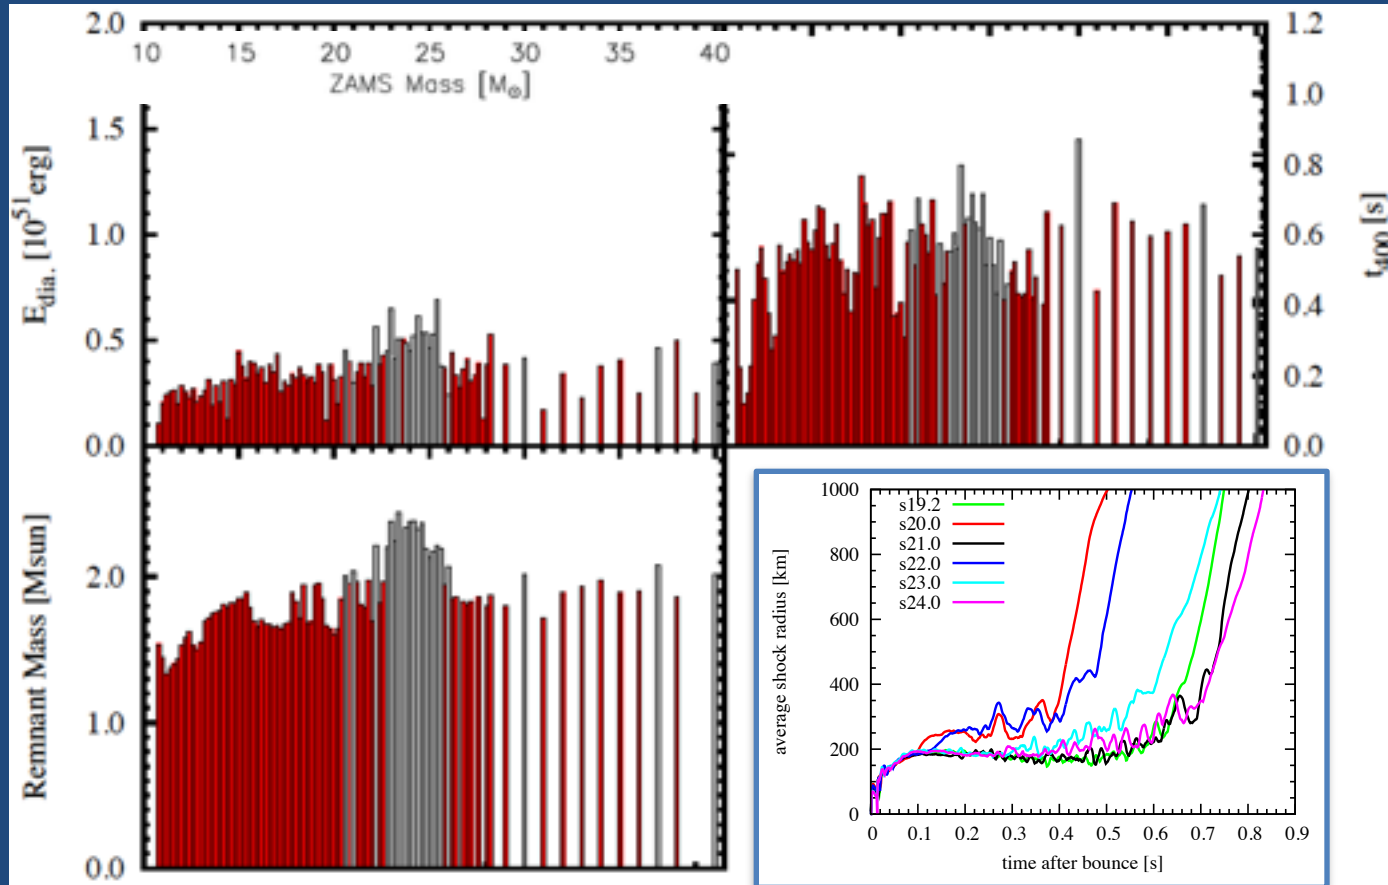 2.0
10 15 20 25 30 35 40
ZAMS Mass [M⊙]
1.5
1.0
0.5
0.0
E_dia. [10^51 erg]
1.2
1.0
0.8
0.6
0.4
0.2
0.0
t_400 [s]
2.0
1.0
0.0
Remnant Mass [Msun]
1000
800
600
400
200
0
average shock radius [km]
s19.2
s20.0
s21.0
s22.0
s23.0
s24.0
0 0.1 0.2 0.3 0.4 0.5 0.6 0.7 0.8 0.9
time after bounce [s]